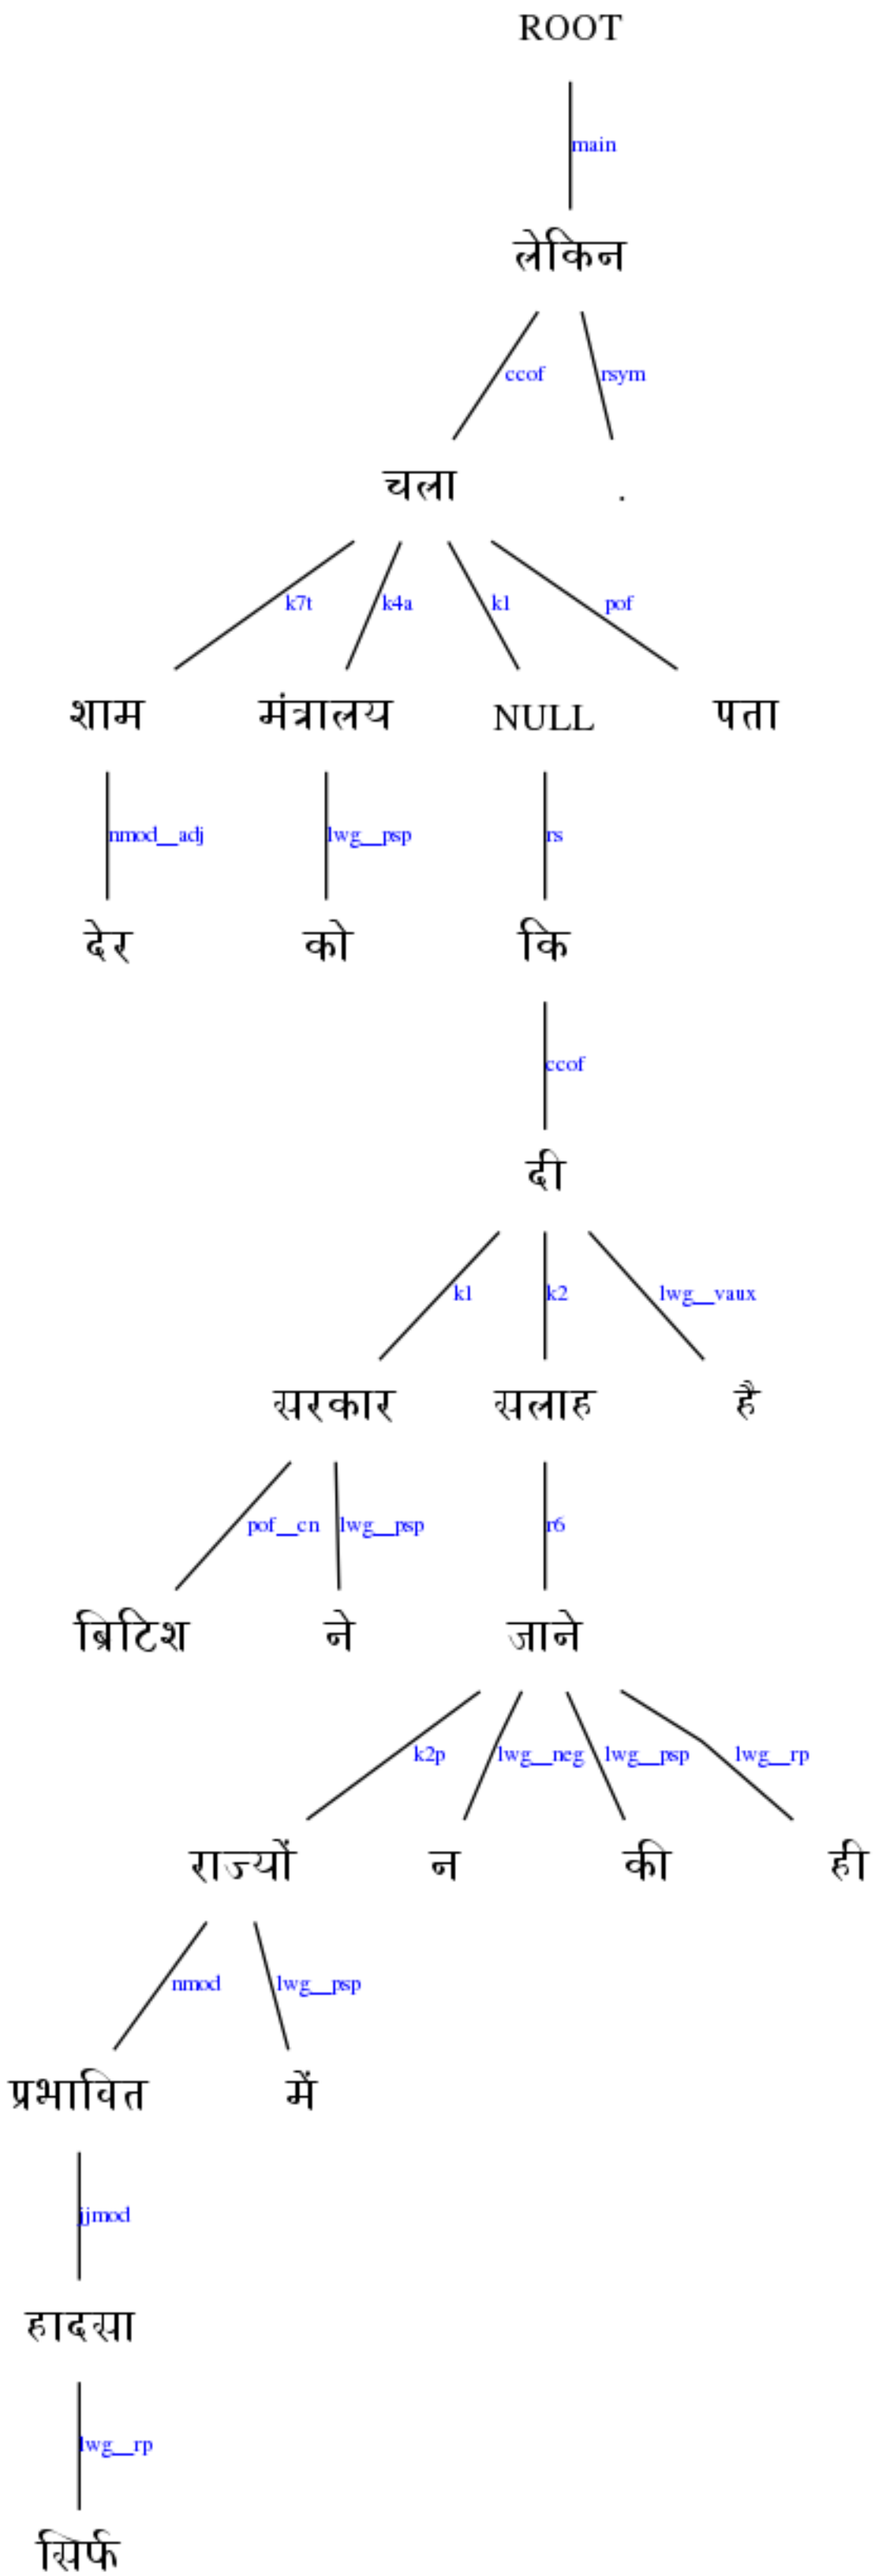 ROOT
main
लेकिन
ccof rsym
चला .
k7t k4a k1 pof
शाम मंत्रालय NULL पता
nmod__adj lwg__psp rs
देर को कि
ccof
दी
k1 k2 lwg__vaux
सरकार सलाह है
pof__cn lwg__psp r6
ब्रिटिश ने जाने
k2p lwg__neg lwg__psp lwg__rp
राज्यों न की ही
nmod lwg__psp
प्रभावित में
jjmod
हादसा
lwg__rp
सिर्फ